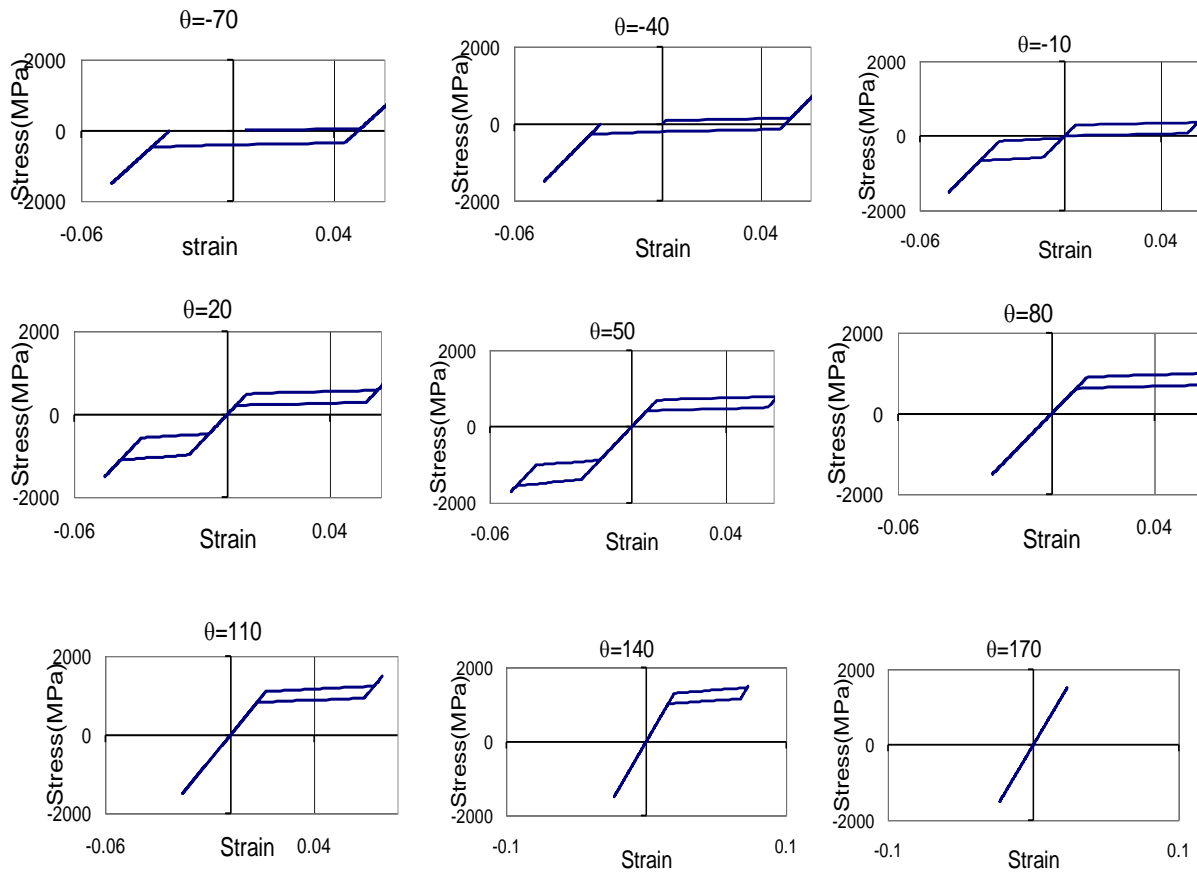 θ=-70
2000
0
-2000
Stress(MPa)
-0.06
0.04
strain
θ=-40
2000
0
-2000
Stress(MPa)
-0.06
0.04
Strain
θ=-10
2000
0
-2000
Stress(MPa)
-0.06
0.04
Strain
θ=20
2000
0
-2000
Stress(MPa)
-0.06
0.04
Strain
θ=50
2000
0
-2000
Stress(MPa)
-0.06
0.04
Strain
θ=80
2000
0
-2000
Stress(MPa)
-0.06
0.04
Strain
θ=110
2000
0
-2000
Stress(MPa)
-0.06
0.04
Strain
θ=140
2000
0
-2000
Stress(MPa)
-0.1
0.1
Strain
θ=170
2000
0
-2000
Stress(MPa)
-0.1
0.1
Strain